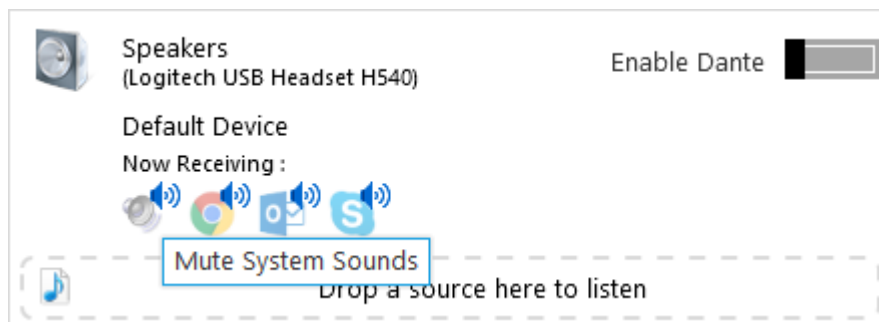 Speakers
(Logitech USB Headset H540)
Enable Dante
Default Device
Now Receiving :
Mute System Sounds
Drop a source here to listen